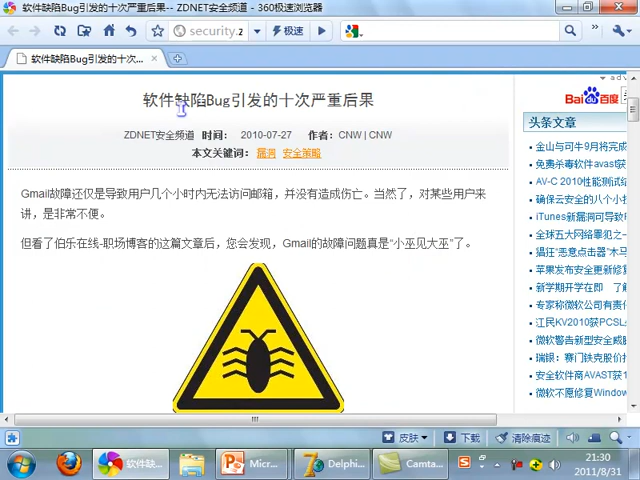 软件缺陷Bug引发的十次严重后果-- ZDNET安全频道 - 360极速浏览器
security.z
极速
软件缺陷Bug引发的十次...
软件缺陷Bug引发的十次严重后果
ZDNET安全频道 时间: 2010-07-27 作者: CNW | CNW
本文关键词: 漏洞 安全策略
Gmail故障还仅是导致用户几个小时内无法访问邮箱，并没有造成伤亡。当然了，对某些用户来
讲，是非常不便。
但看了伯乐在线-职场博客的这篇文章后，您会发现，Gmail的故障问题真是“小巫见大巫”了。
adv
Bai du 百度
头条文章
金山与可牛9月将完成
免费杀毒软件avast获
AV-C 2010性能测试结
确保云安全的八个小技
iTunes新漏洞可导致
全球五大网络罪犯之一
猖狂“恶意点击器”木马
苹果发布安全更新修复
新学期开学在即 了解
专家称微软公司有责任
江民KV2010获PCSL
微软警告新型安全威胁
瑞眼：赛门铁克股价
安全软件商AVAST获1
微软不愿修复Window
皮肤
下载
清除痕迹
软件缺...
Micr...
Delphi...
Camta...
21:30
2011/8/31